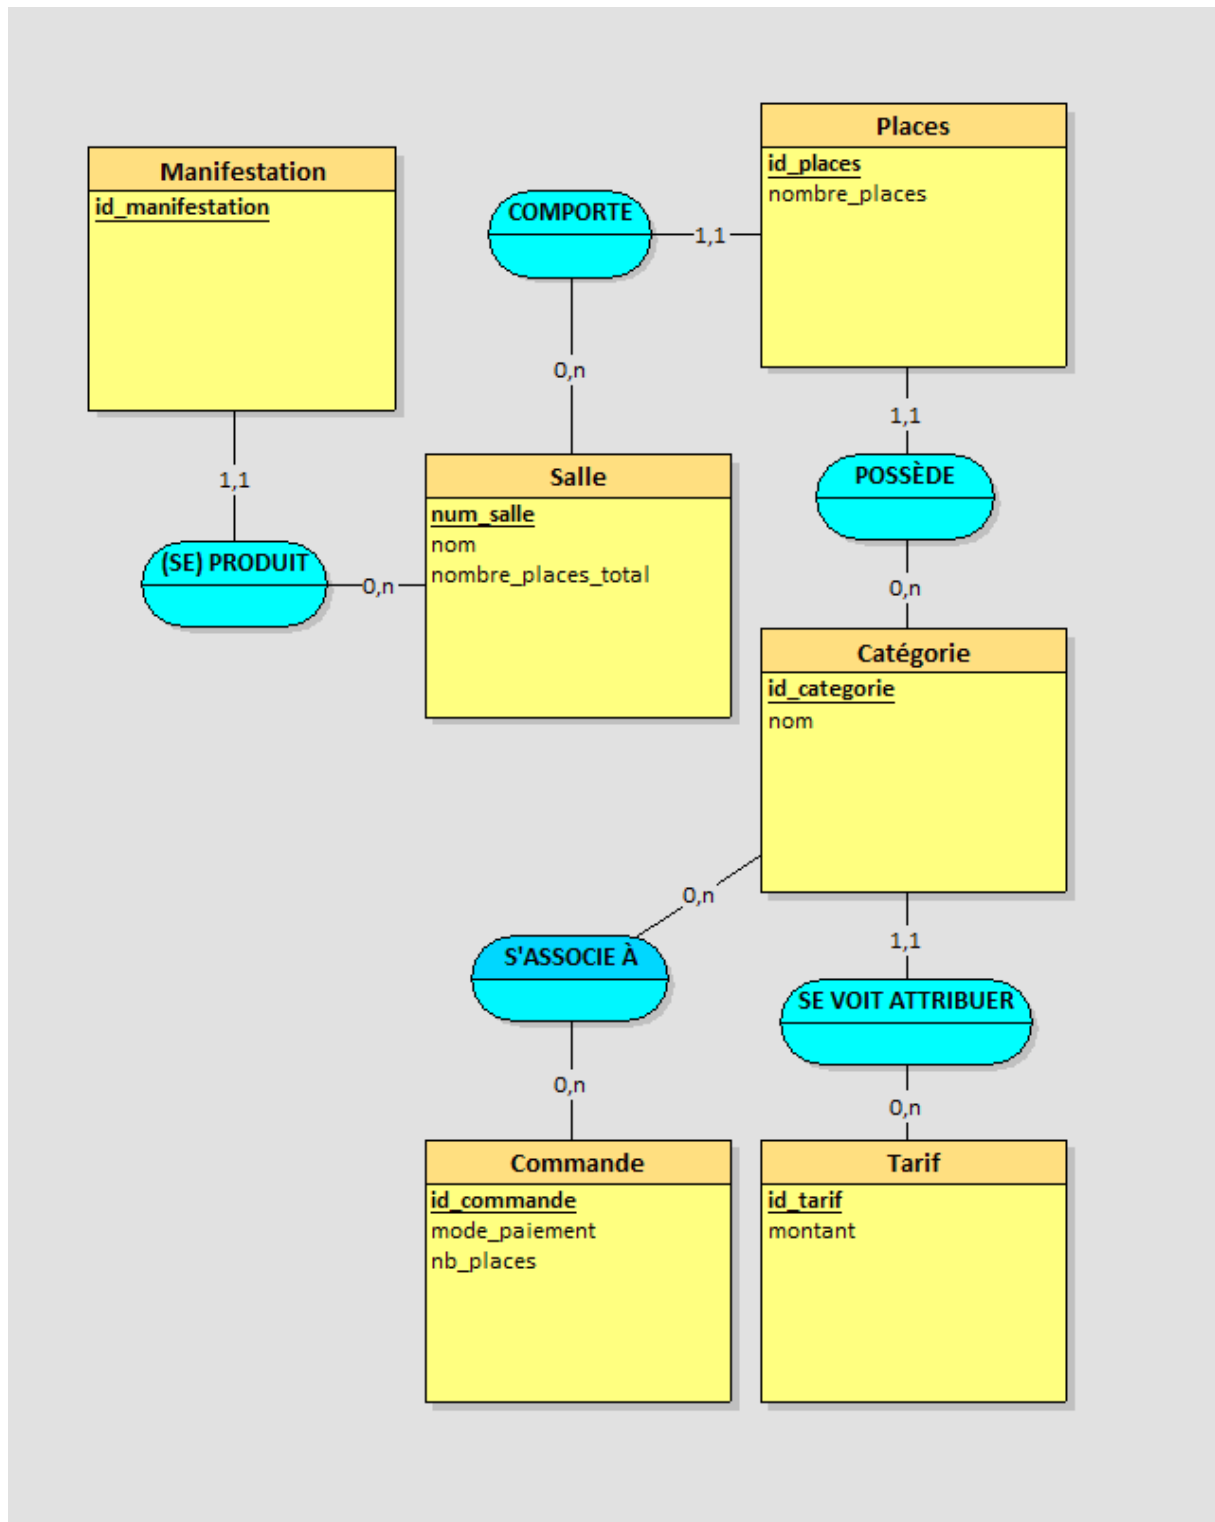 Places
id_places
nombre_places
Manifestation
id_manifestation
COMPORTE
1,1
0,n
1,1
1,1
Salle
num_salle
nom
nombre_places_total
POSSÈDE
(SE) PRODUIT
0,n
0,n
Catégorie
id_categorie
nom
0,n
1,1
S'ASSOCIE À
SE VOIT ATTRIBUER
0,n
0,n
Commande
id_commande
mode_paiement
nb_places
Tarif
id_tarif
montant